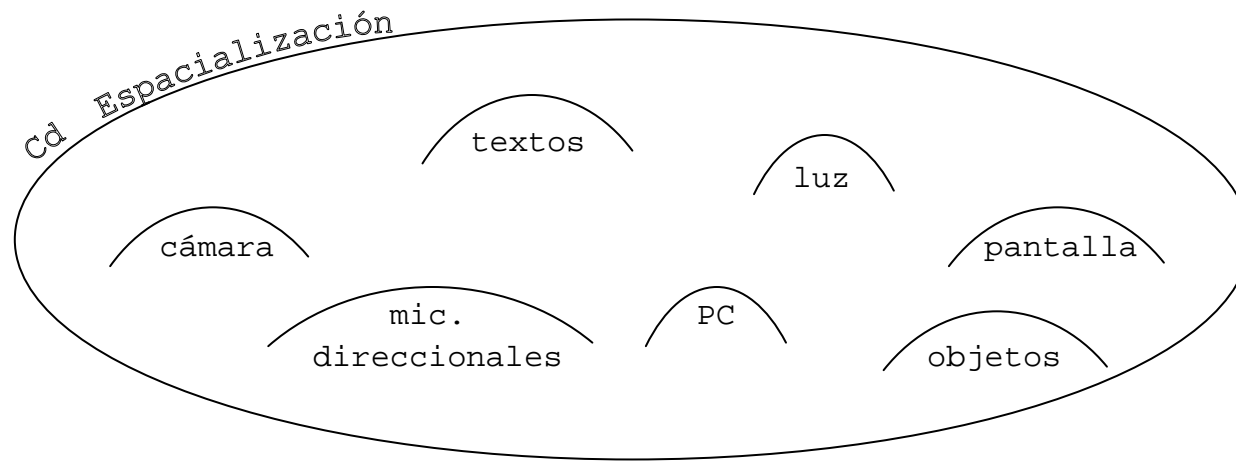 Cd Espacialización
textos
luz
cámara
pantalla
mic.
direccionales
PC
objetos